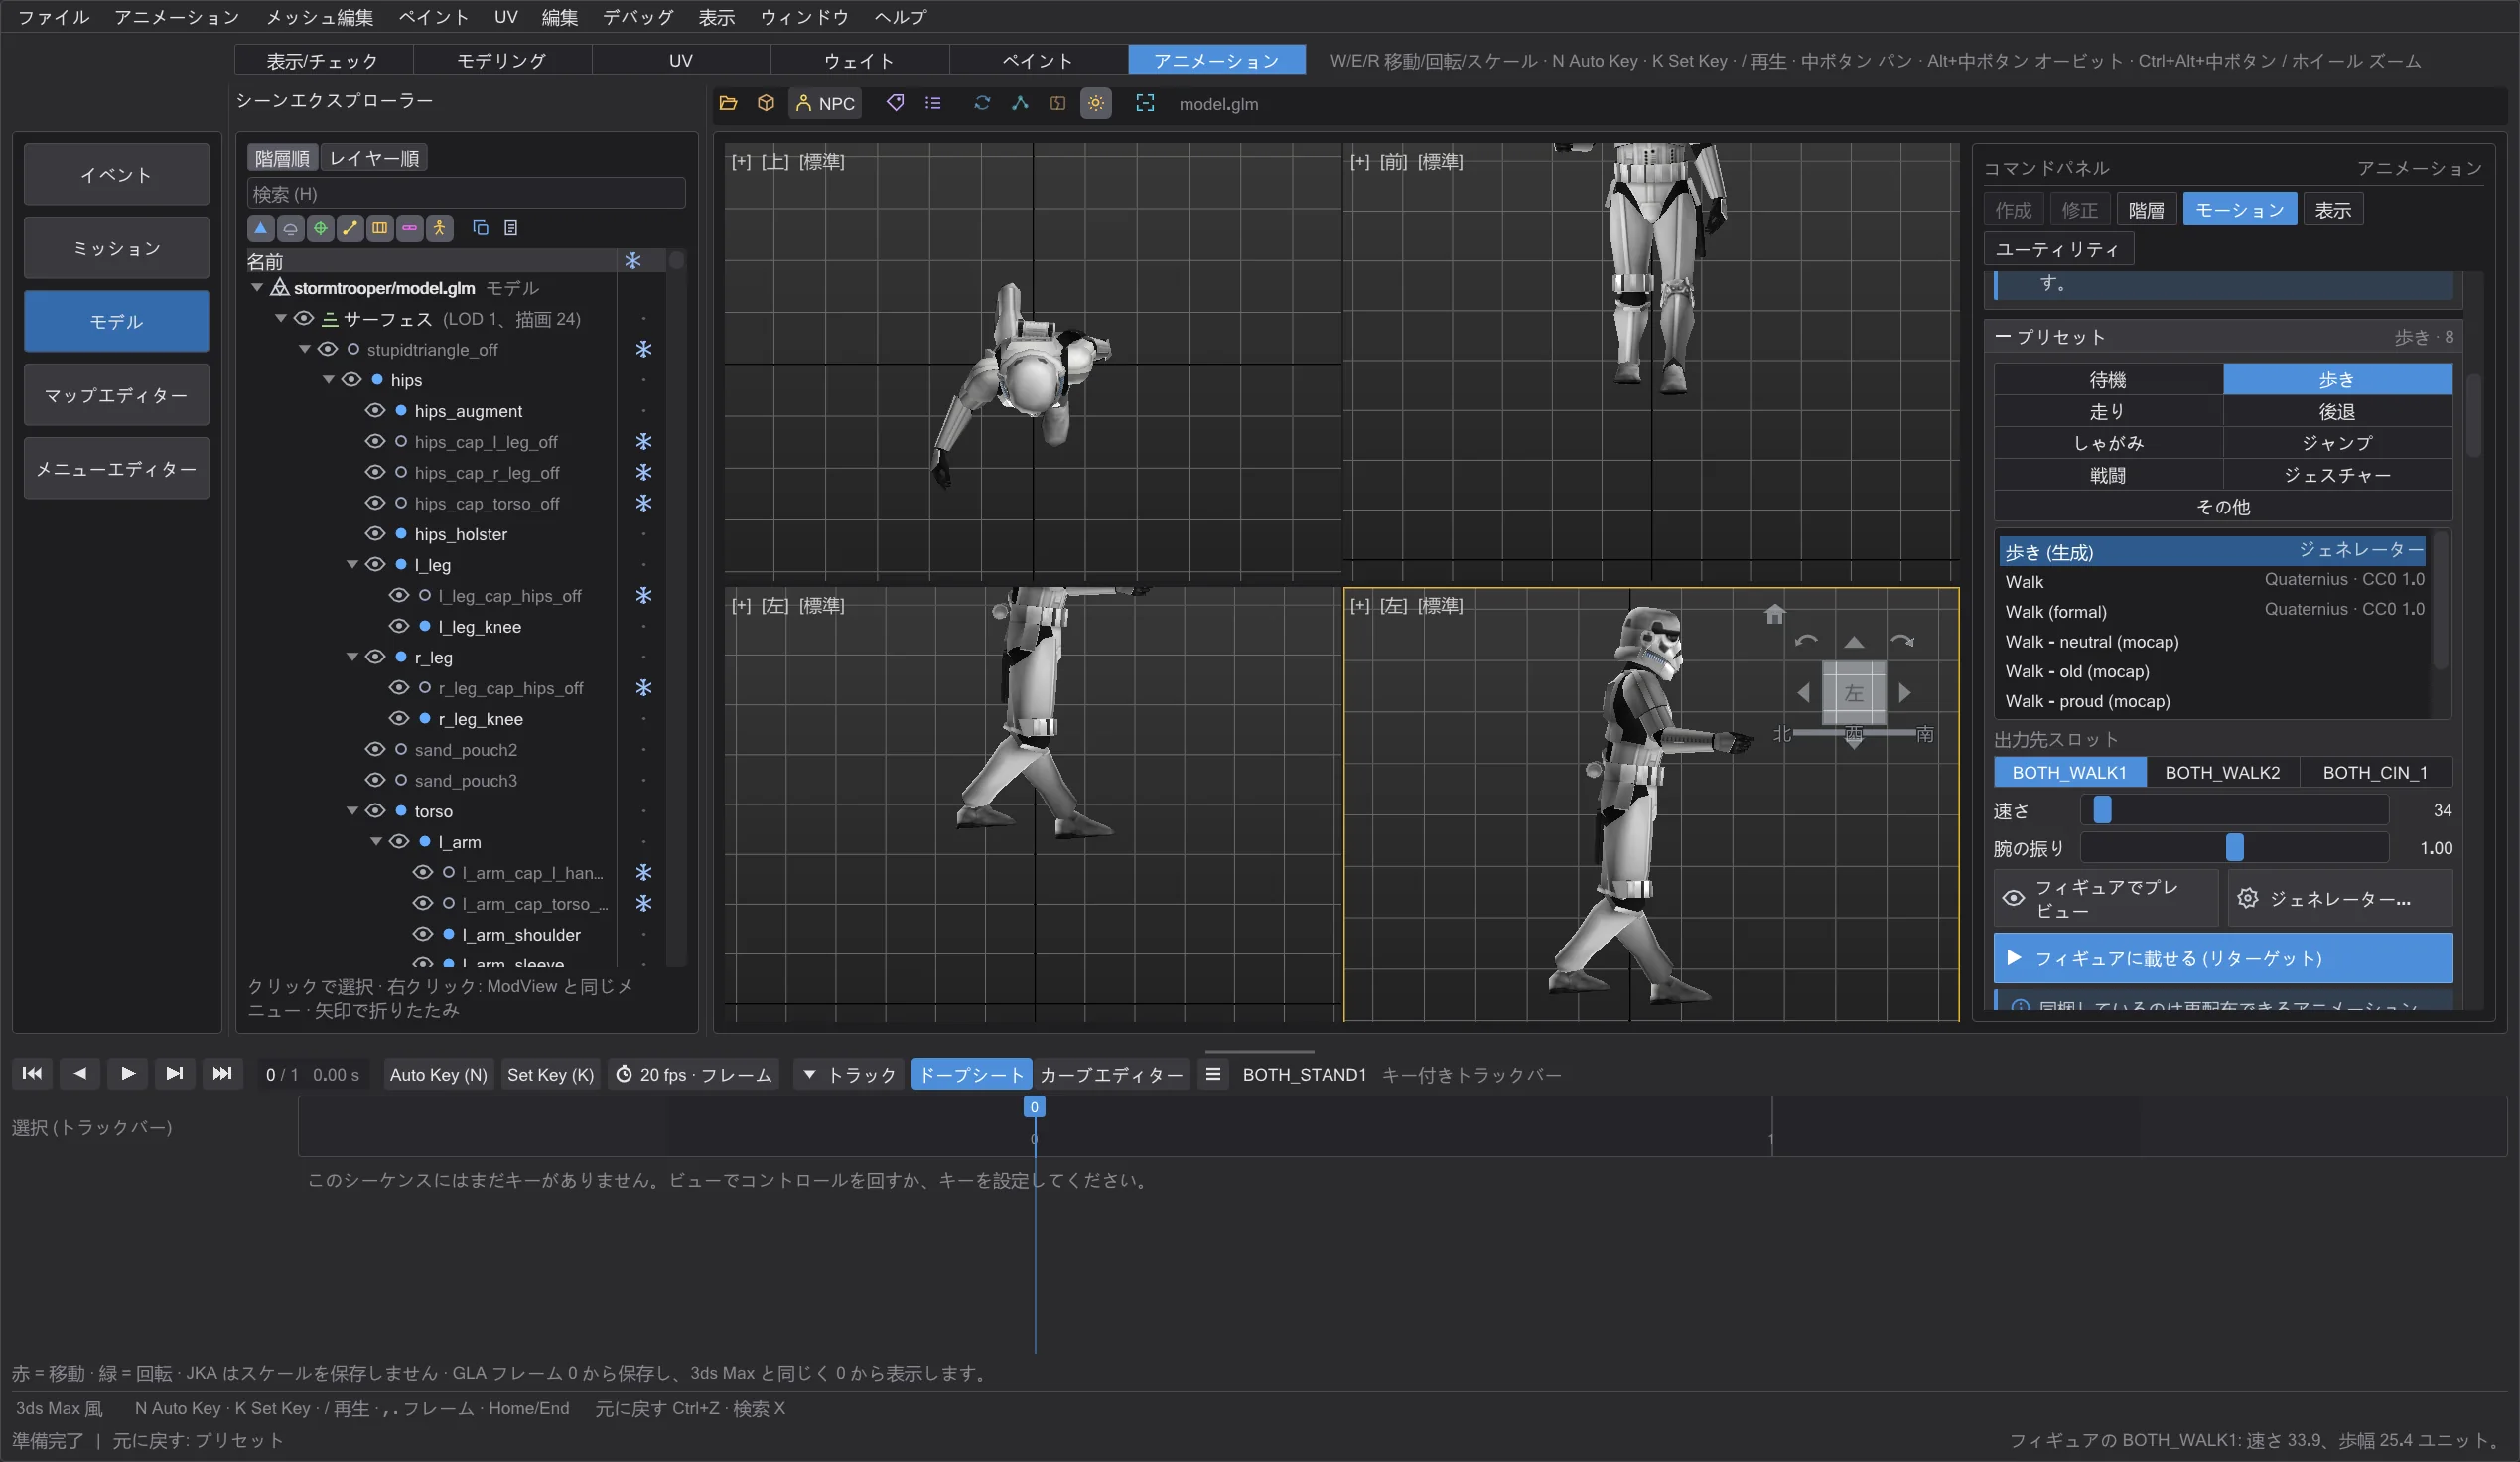 ファイル アニメーション メッシュ編集 ペイント UV 編集 デバッグ 表示 ウィンドウ ヘルプ
表示/チェック モデリング UV ウェイト ペイント アニメーション W/E/R 移動/回転/スケール · N Auto Key · K Set Key · / 再生 · 中ボタン パン · Alt+中ボタン オービット · Ctrl+Alt+中ボタン / ホイール ズーム
シーンエクスプローラー
NPC model.glm
イベント
ミッション
モデル
マップエディター
メニューエディター
階層順 レイヤー順
検索 (H)
名前
stormtrooper/model.glm モデル
サーフェス (LOD 1、描画 24)
stupidtriangle_off
hips
hips_augment
hips_cap_l_leg_off
hips_cap_r_leg_off
hips_cap_torso_off
hips_holster
l_leg
l_leg_cap_hips_off
l_leg_knee
r_leg
r_leg_cap_hips_off
r_leg_knee
sand_pouch2
sand_pouch3
torso
l_arm
l_arm_cap_l_han...
l_arm_cap_torso_...
l_arm_shoulder
l_arm_sleeve
クリックで選択 · 右クリック: ModView と同じメ
ニュー · 矢印で折りたたみ
[+] [上] [標準]
[+] [前] [標準]
[+] [左] [標準]
[+] [左] [標準]
左
北 西 南
コマンドパネル アニメーション
作成 修正 階層 モーション 表示
ユーティリティ
す。
プリセット 歩き · 8
待機 歩き
走り 後退
しゃがみ ジャンプ
戦闘 ジェスチャー
その他
歩き (生成) ジェネレーター
Walk Quaternius · CC0 1.0
Walk (formal) Quaternius · CC0 1.0
Walk - neutral (mocap)
Walk - old (mocap)
Walk - proud (mocap)
出力先スロット
BOTH_WALK1 BOTH_WALK2 BOTH_CIN_1
速さ 34
腕の振り 1.00
フィギュアでプレ
ビュー
ジェネレーター...
フィギュアに載せる (リターゲット)
同梱しているのは再配布できるアニメーション
0 / 1 0.00 s Auto Key (N) Set Key (K) 20 fps · フレーム トラック ドープシート カーブエディター BOTH_STAND1 キー付きトラックバー
0
選択 (トラックバー)
0 1
このシーケンスにはまだキーがありません。ビューでコントロールを回すか、キーを設定してください。
赤 = 移動 · 緑 = 回転 · JKA はスケールを保存しません · GLA フレーム 0 から保存し、3ds Max と同じく 0 から表示します。
3ds Max 風 N Auto Key · K Set Key · / 再生 · , . フレーム · Home/End 元に戻す Ctrl+Z · 検索 X
準備完了 | 元に戻す: プリセット
フィギュアの BOTH_WALK1: 速さ 33.9、歩幅 25.4 ユニット。